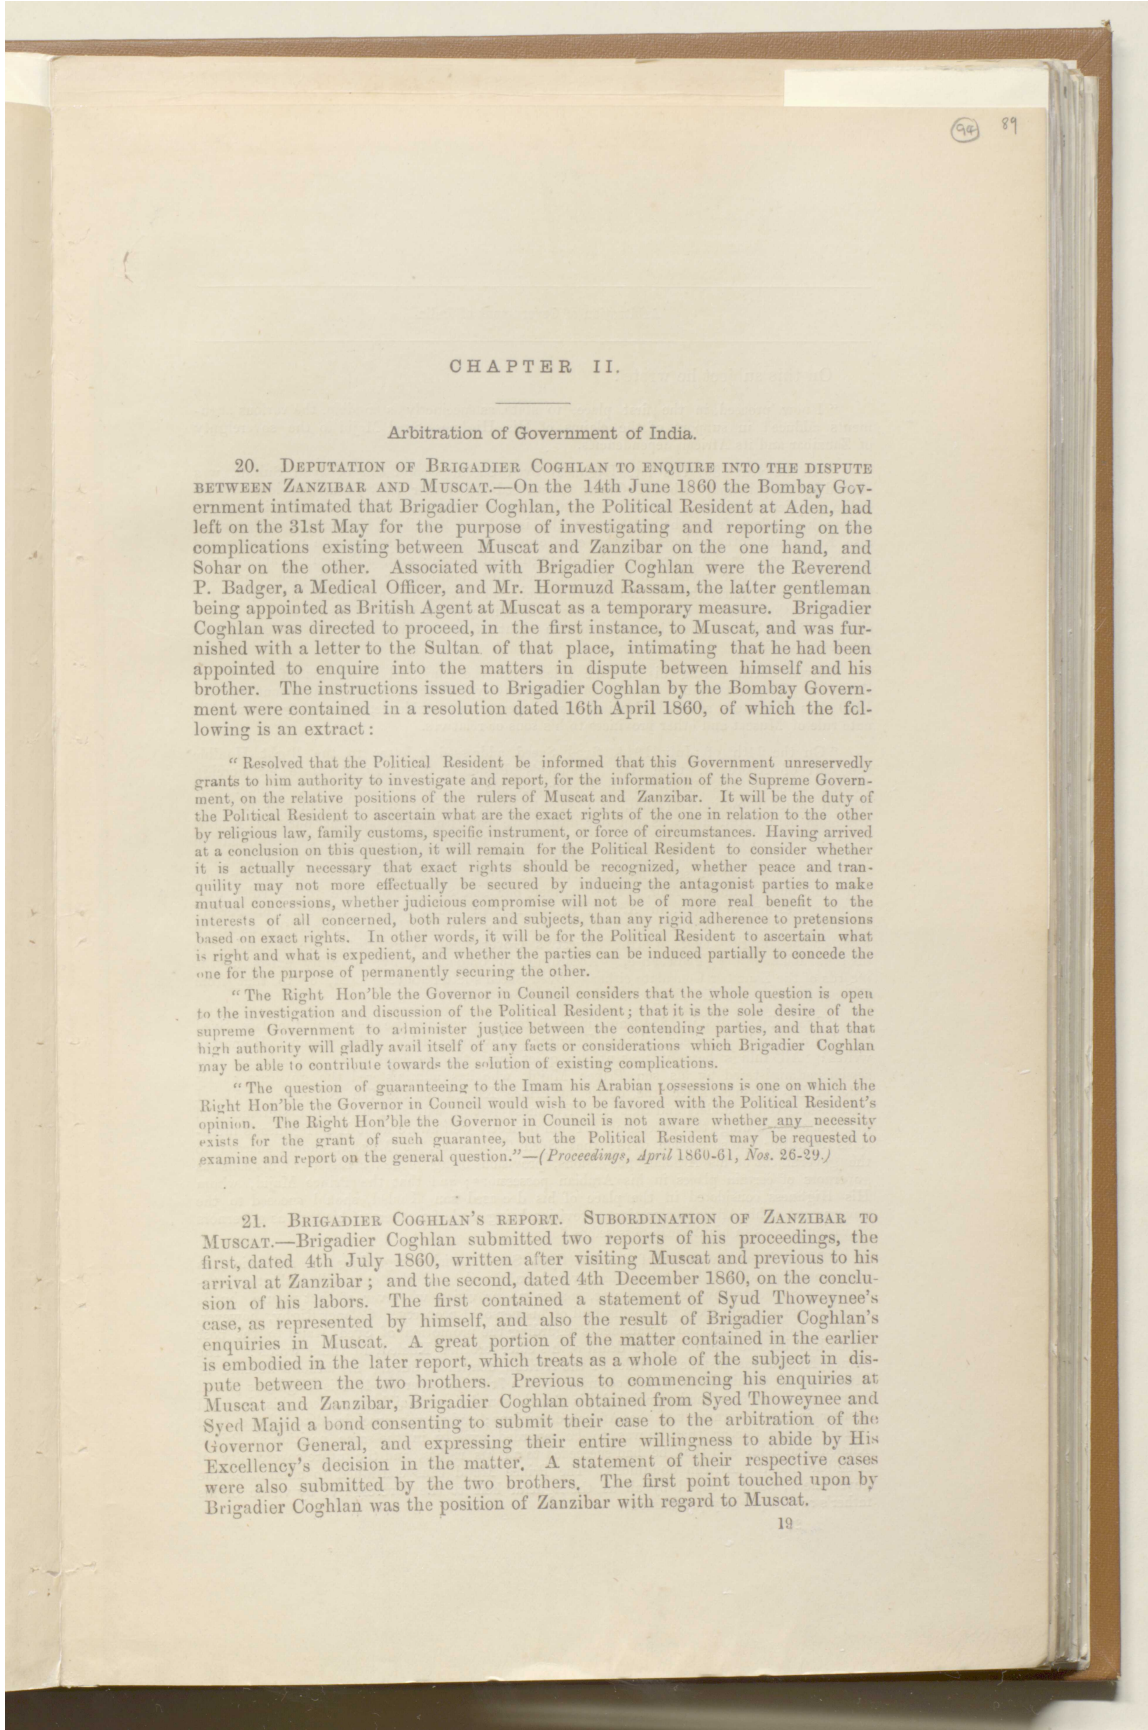 94 89
CHAPTER II.
Arbitration of Government of India.
20. DEPUTATION OF BRIGADIER COGHLAN TO ENQUIRE INTO THE DISPUTE
BETWEEN ZANZIBAR AND MUSCAT.—On the 14th June 1860 the Bombay Gov-
ernment intimated that Brigadier Coghlan, the Political Resident at Aden, had
left on the 31st May for the purpose of investigating and reporting on the
complications existing between Muscat and Zanzibar on the one hand, and
Sohar on the other. Associated with Brigadier Coghlan were the Reverend
P. Badger, a Medical Officer, and Mr. Hormuzd Rassam, the latter gentleman
being appointed as British Agent at Muscat as a temporary measure. Brigadier
Coghlan was directed to proceed, in the first instance, to Muscat, and was fur-
nished with a letter to the Sultan of that place, intimating that he had been
appointed to enquire into the matters in dispute between himself and his
brother. The instructions issued to Brigadier Coghlan by the Bombay Govern-
ment were contained in a resolution dated 16th April 1860, of which the fol-
lowing is an extract:
"Resolved that the Political Resident be informed that this Government unreservedly
grants to him authority to investigate and report, for the information of the Supreme Govern-
ment, on the relative positions of the rulers of Muscat and Zanzibar. It will be the duty of
the Political Resident to ascertain what are the exact rights of the one in relation to the other
by religious law, family customs, specific instrument, or force of circumstances. Having arrived
at a conclusion on this question, it will remain for the Political Resident to consider whether
it is actually necessary that exact rights should be recognized, whether peace and tran-
quility may not more effectually be secured by inducing the antagonist parties to make
mutual concessions, whether judicious compromise will not be of more real benefit to the
interests of all concerned, both rulers and subjects, than any rigid adherence to pretensions
based on exact rights. In other words, it will be for the Political Resident to ascertain what
is right and what is expedient, and whether the parties can be induced partially to concede the
one for the purpose of permanently securing the other.
"The Right Hon'ble the Governor in Council considers that the whole question is open
to the investigation and discussion of the Political Resident; that it is the sole desire of the
supreme Government to administer justice between the contending parties, and that that
high authority will gladly avail itself of any facts or considerations which Brigadier Coghlan
may be able to contribute towards the solution of existing complications.
"The question of guaranteeing to the Imam his Arabian possessions is one on which the
Right Hon'ble the Governor in Council would wish to be favored with the Political Resident's
opinion. The Right Hon'ble the Governor in Council is not aware whether any necessity
exists for the grant of such guarantee, but the Political Resident may be requested to
examine and report on the general question."—(Proceedings, April 1860-61, Nos. 26-29.)
21. BRIGADIER COGHLAN'S REPORT. SUBORDINATION OF ZANZIBAR TO
MUSCAT.—Brigadier Coghlan submitted two reports of his proceedings, the
first, dated 4th July 1860, written after visiting Muscat and previous to his
arrival at Zanzibar; and the second, dated 4th December 1860, on the conclu-
sion of his labors. The first contained a statement of Syud Thoweynee's
case, as represented by himself, and also the result of Brigadier Coghlan's
enquiries in Muscat. A great portion of the matter contained in the earlier
is embodied in the later report, which treats as a whole of the subject in dis-
pute between the two brothers. Previous to commencing his enquiries at
Muscat and Zanzibar, Brigadier Coghlan obtained from Syed Thoweynee and
Syed Majid a bond consenting to submit their case to the arbitration of the
Governor General, and expressing their entire willingness to abide by His
Excellency's decision in the matter. A statement of their respective cases
were also submitted by the two brothers. The first point touched upon by
Brigadier Coghlan was the position of Zanzibar with regard to Muscat.
19